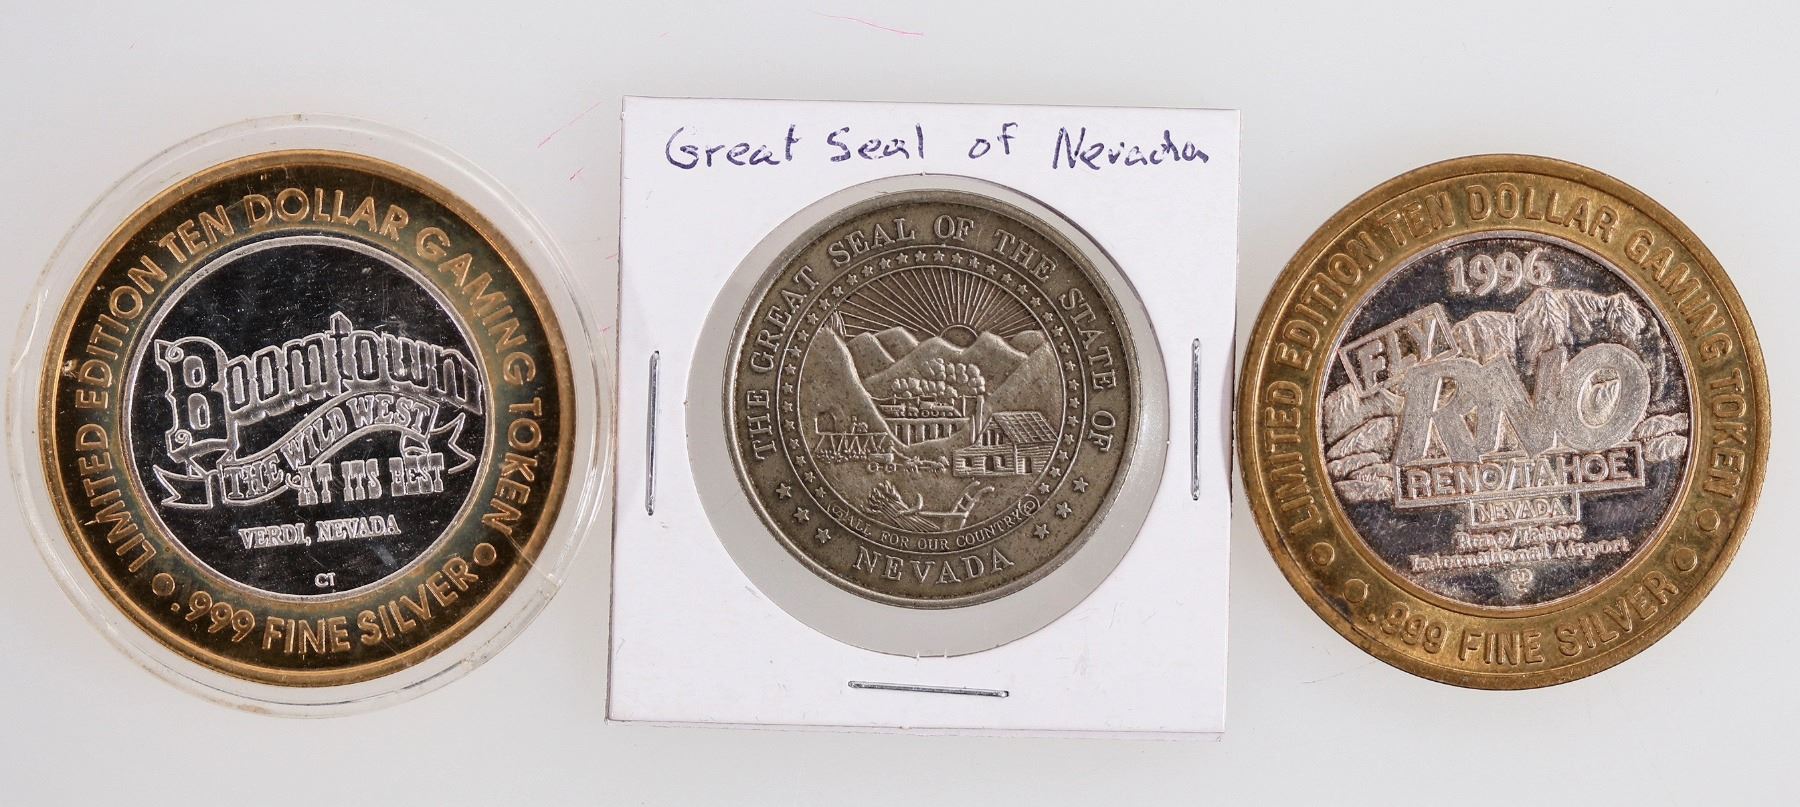 LIMITED EDITION TEN DOLLAR GAMING TOKEN
Boomtown
THE WILD WEST
AT ITS BEST
VERDI, NEVADA
CT
.999 FINE SILVER
Great Seal of Nevada
THE GREAT SEAL OF THE STATE OF
ALL FOR OUR COUNTRY
NEVADA
LIMITED EDITION TEN DOLLAR GAMING TOKEN
1996
FLY
RNO
RENO/TAHOE
NEVADA
Reno/Tahoe
International Airport
.999 FINE SILVER